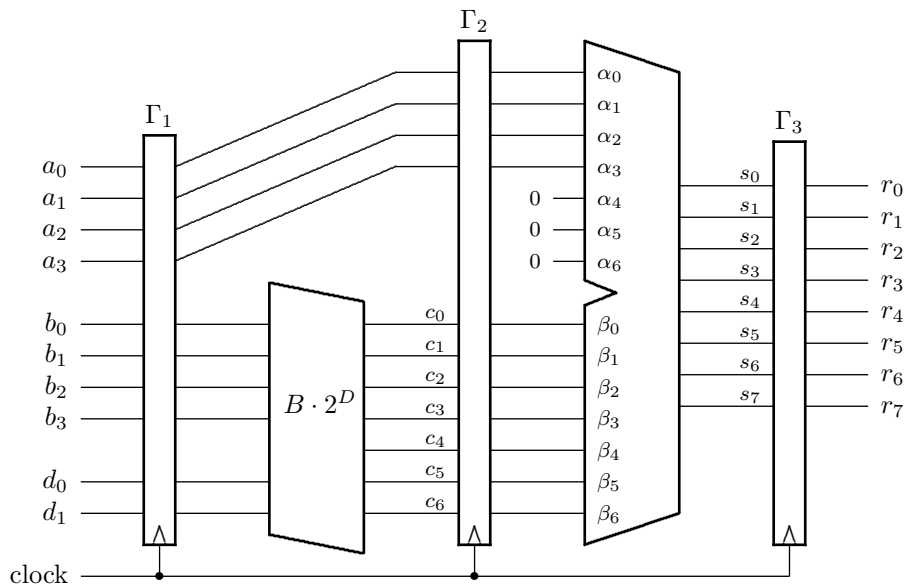 Γ₂
Γ₁
Γ₃
α₀
α₁
α₂
α₃
0 α₄
0 α₅
0 α₆
a₀
a₁
a₂
a₃
b₀
b₁
b₂
b₃
d₀
d₁
B · 2ᴰ
c₀
c₁
c₂
c₃
c₄
c₅
c₆
β₀
β₁
β₂
β₃
β₄
β₅
β₆
s₀
s₁
s₂
s₃
s₄
s₅
s₆
s₇
r₀
r₁
r₂
r₃
r₄
r₅
r₆
r₇
clock